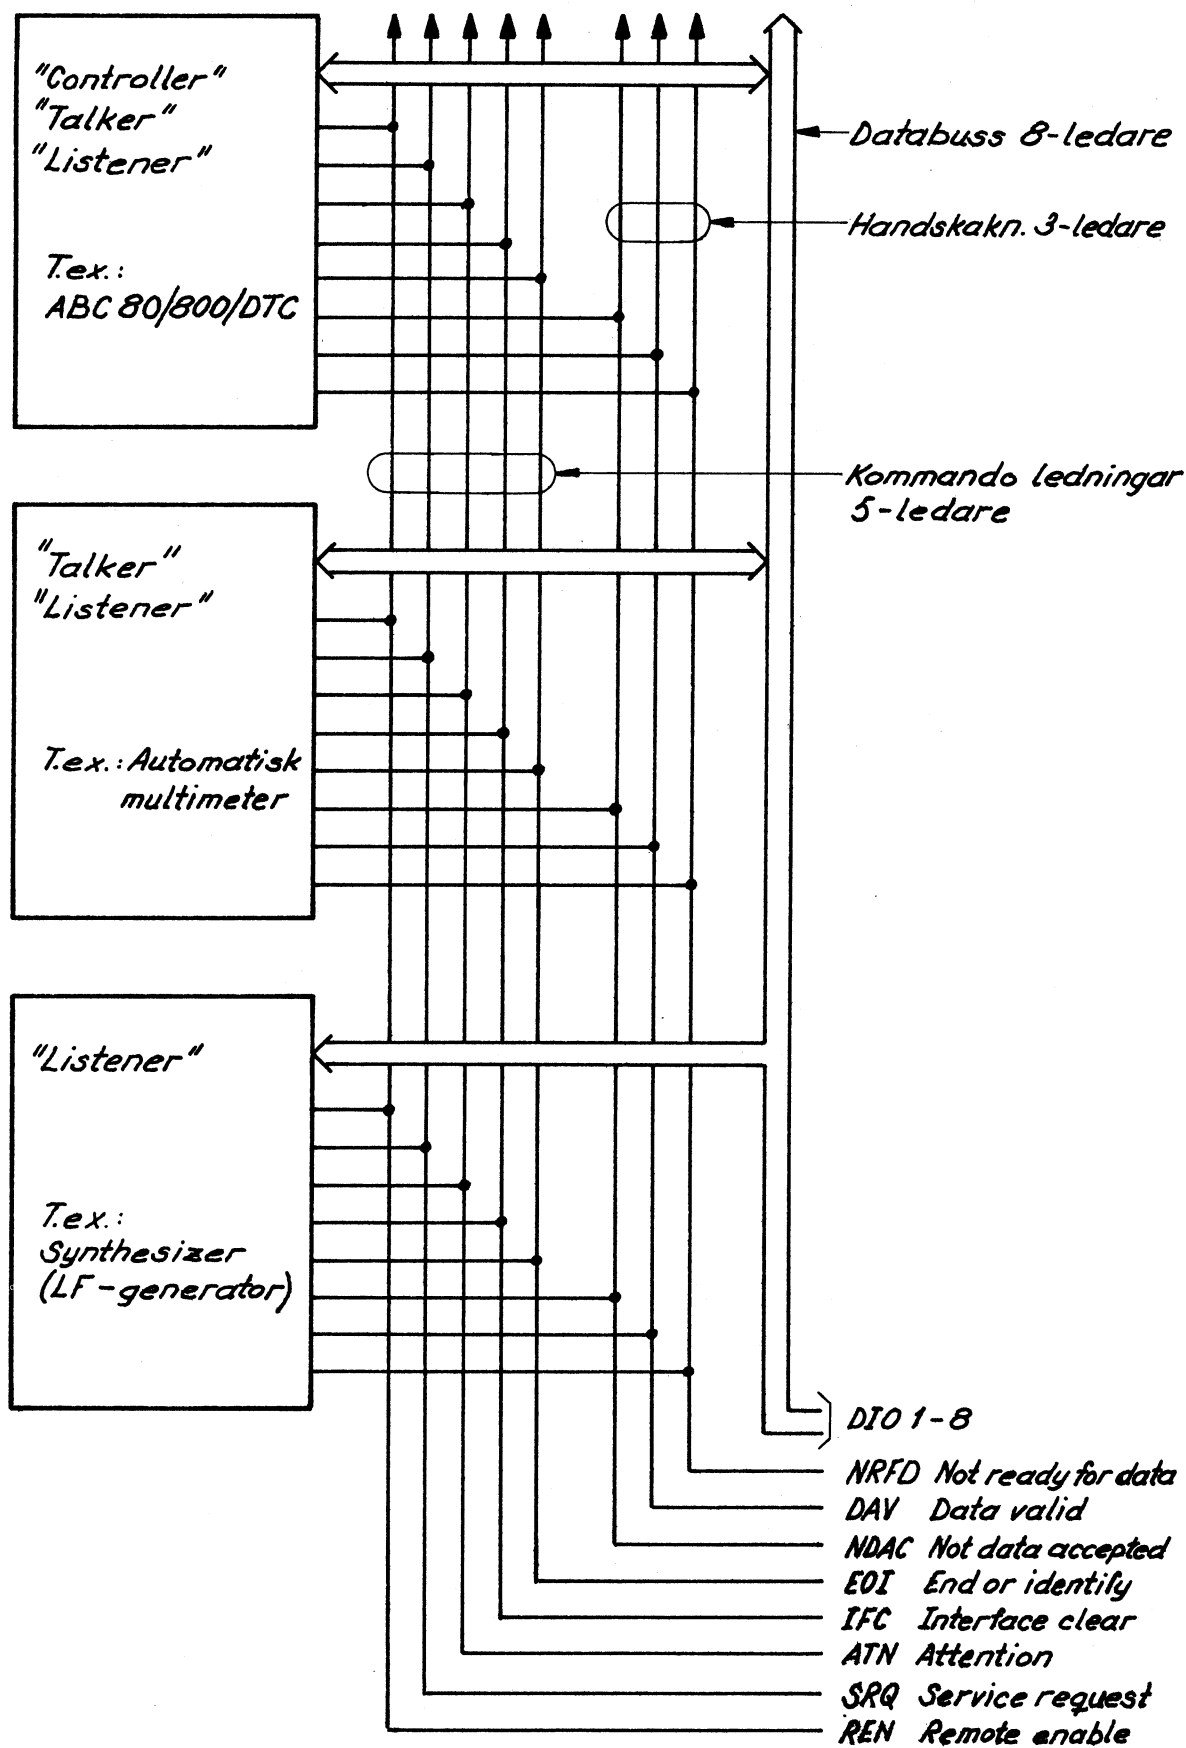 "Controller"
"Talker"
"Listener"
T.ex.:
ABC 80/800/DTC
Databuss 8-ledare
Handskakn. 3-ledare
Kommando ledningar
5-ledare
"Talker"
"Listener"
T.ex.: Automatisk
multimeter
"Listener"
T.ex.:
Synthesizer
(LF-generator)
DIO 1-8
NRFD Not ready for data
DAV Data valid
NDAC Not data accepted
EOI End or identify
IFC Interface clear
ATN Attention
SRQ Service request
REN Remote enable